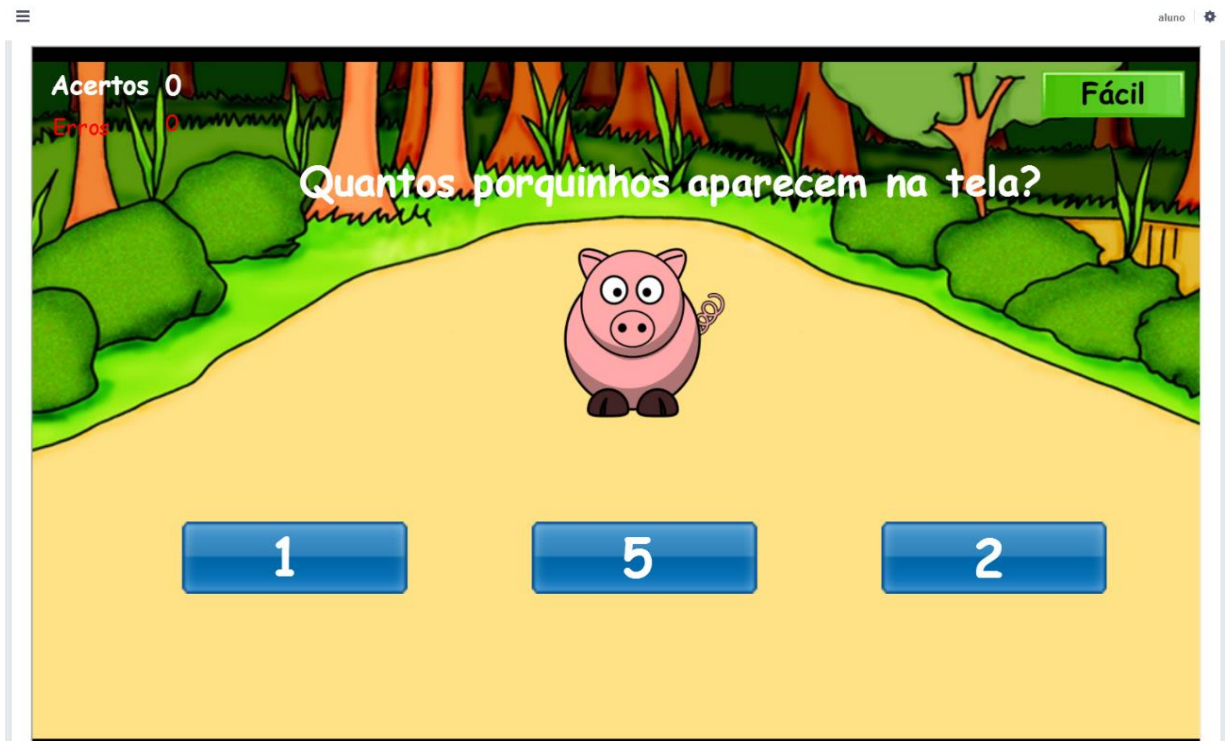 aluno
Acertos 0
Erros 0
Fácil
Quantos porquinhos aparecem na tela?
1 5 2